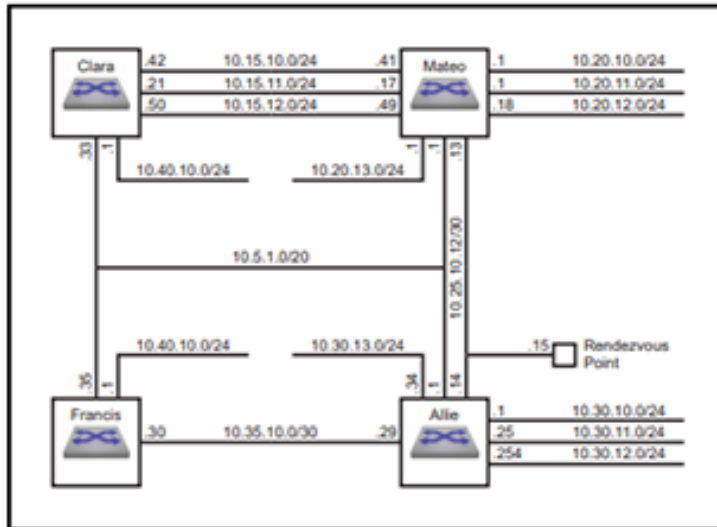 Clara
.42 10.15.10.0/24 .41
Mateo
.1 10.20.10.0/24
.21 10.15.11.0/24 .17
.1 10.20.11.0/24
.50 10.15.12.0/24 .49
.18 10.20.12.0/24
.33 .1
.1 .1 .13
10.40.10.0/24 10.20.13.0/24
10.5.1.0/20
10.25.10.12/30
10.40.10.0/24 10.30.13.0/24
.15 Rendezvous
Point
.35 .1
.34 .1 .14
Francis
Allie
.1 10.30.10.0/24
.30 10.35.10.0/30 .29
.25 10.30.11.0/24
.254 10.30.12.0/24